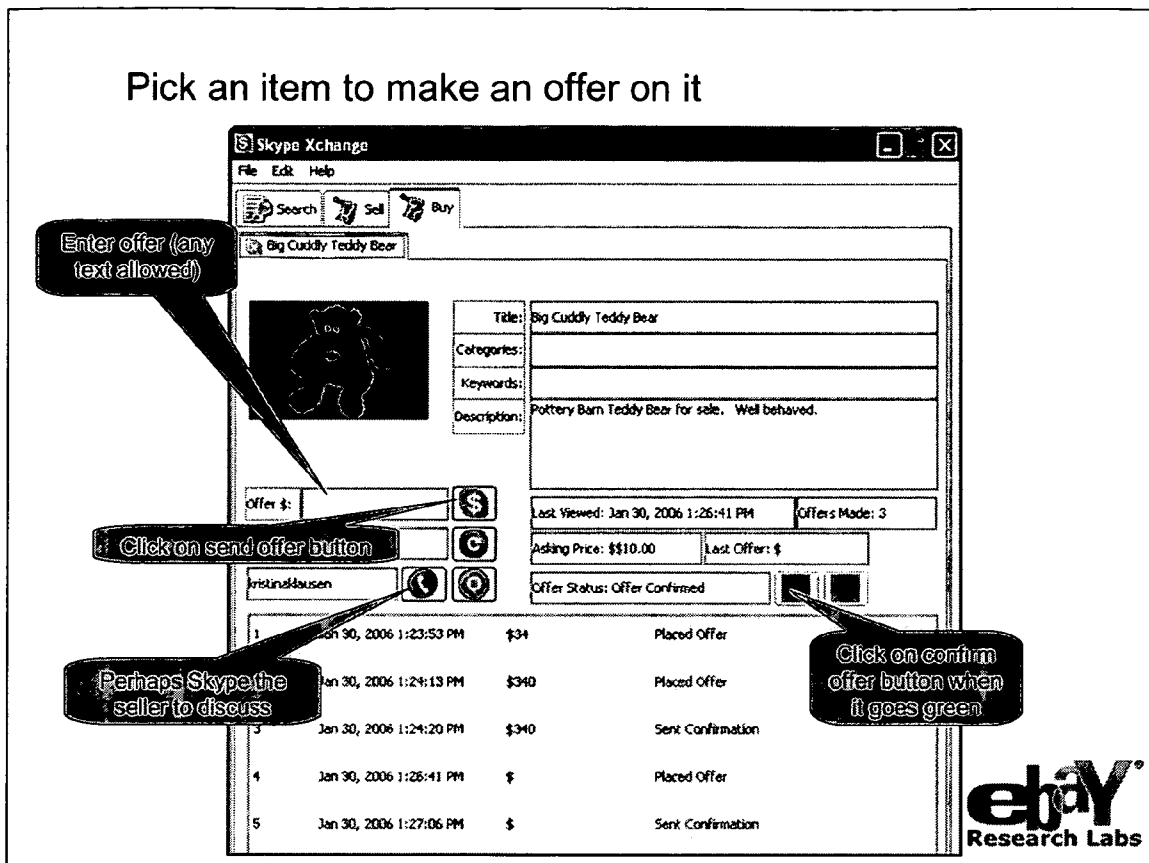 Pick an item to make an offer on it
Skype Xchange
File Edit Help
Search Sell Buy
Big Cuddly Teddy Bear
Enter offer (any
text allowed)
Title: Big Cuddly Teddy Bear
Categories:
Keywords:
Description: Pottery Barn Teddy Bear for sale. Well behaved.
Offer $:
Last Viewed: Jan 30, 2006 1:26:41 PM Offers Made: 3
Click on send offer button
Asking Price: $$10.00 Last Offer: $
kristinaklausen
Offer Status: Offer Confirmed
1 30, 2006 1:23:53 PM $34 Placed Offer
Perhaps Skype the
seller to discuss
Jan 30, 2006 1:24:13 PM $340 Placed Offer
Click on confirm
offer button when
it goes green
3 Jan 30, 2006 1:24:20 PM $340 Sent Confirmation
4 Jan 30, 2006 1:26:41 PM $ Placed Offer
5 Jan 30, 2006 1:27:06 PM $ Sent Confirmation
ebaY
Research Labs